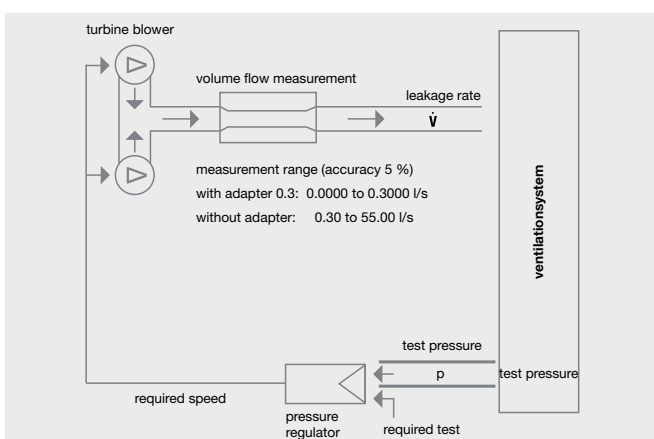 turbine blower
volume flow measurement
leakage rate
V̇
measurement range (accuracy 5 %)
with adapter 0.3: 0.0000 to 0.3000 l/s
without adapter: 0.30 to 55.00 l/s
ventilationsystem
test pressure
p
test pressure
required speed
pressure
regulator
required test